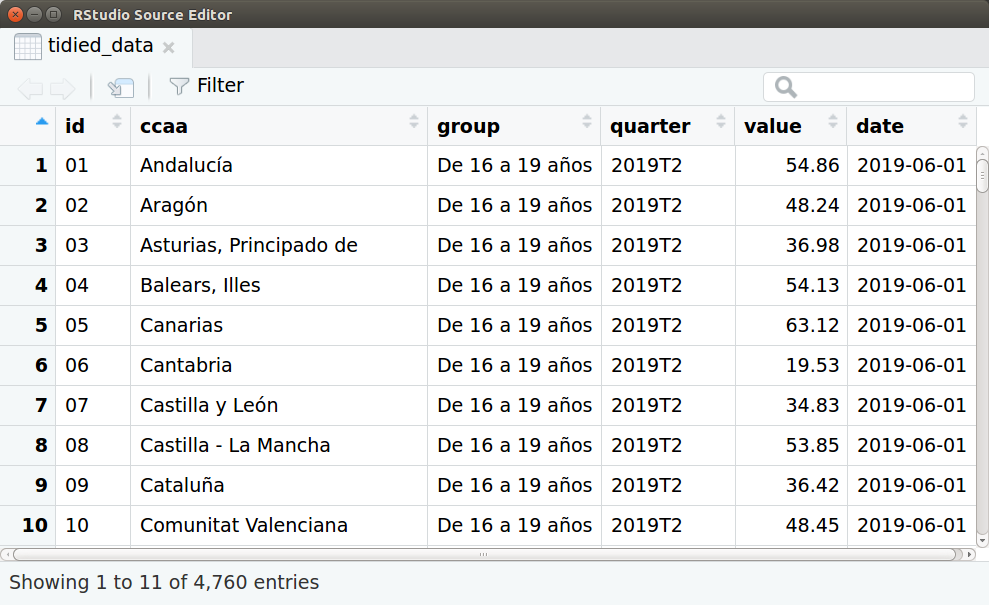 RStudio Source Editor
tidied_data
Filter
id ccaa group quarter value date
1 01 Andalucía De 16 a 19 años 2019T2 54.86 2019-06-01
2 02 Aragón De 16 a 19 años 2019T2 48.24 2019-06-01
3 03 Asturias, Principado de De 16 a 19 años 2019T2 36.98 2019-06-01
4 04 Balears, Illes De 16 a 19 años 2019T2 54.13 2019-06-01
5 05 Canarias De 16 a 19 años 2019T2 63.12 2019-06-01
6 06 Cantabria De 16 a 19 años 2019T2 19.53 2019-06-01
7 07 Castilla y León De 16 a 19 años 2019T2 34.83 2019-06-01
8 08 Castilla - La Mancha De 16 a 19 años 2019T2 53.85 2019-06-01
9 09 Cataluña De 16 a 19 años 2019T2 36.42 2019-06-01
10 10 Comunitat Valenciana De 16 a 19 años 2019T2 48.45 2019-06-01
Showing 1 to 11 of 4,760 entries